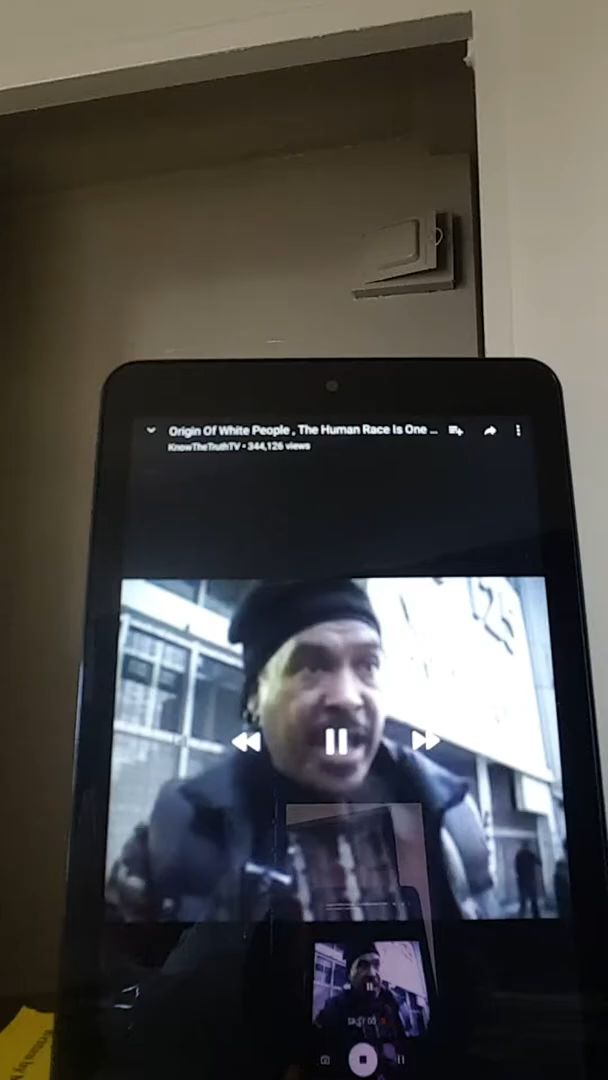 Origin Of White People , The Human Race Is One ...
KnowTheTruthTV • 344,126 views